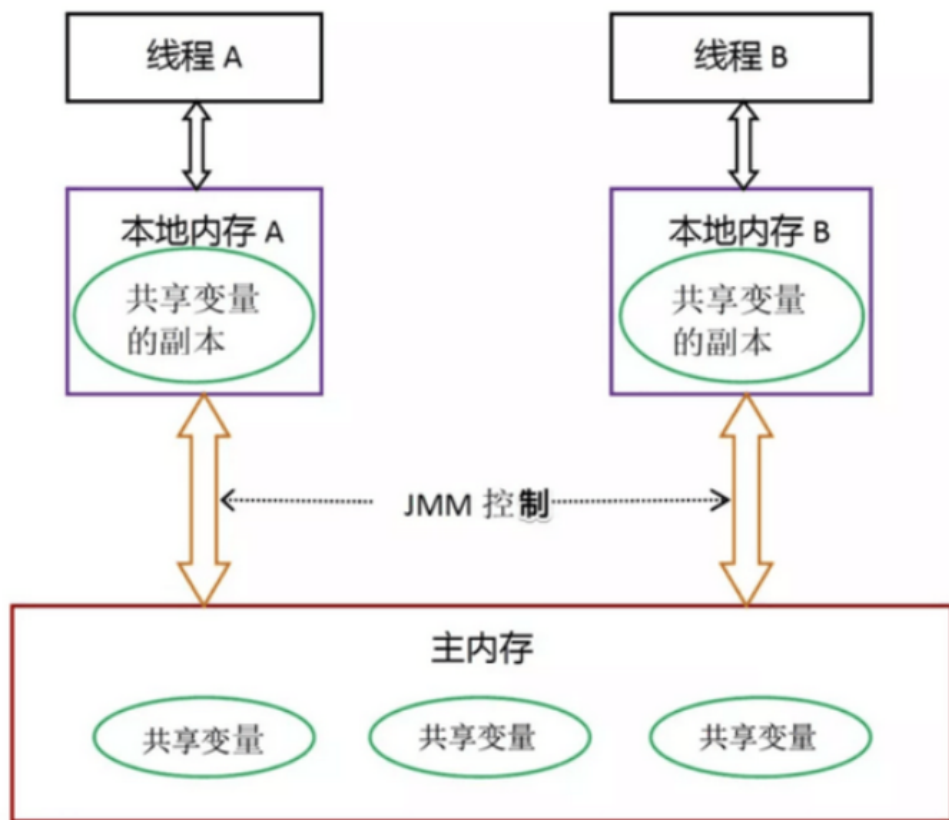 线程 A
线程 B
本地内存 A
本地内存 B
共享变量
的副本
共享变量
的副本
JMM 控制
主内存
共享变量
共享变量
共享变量